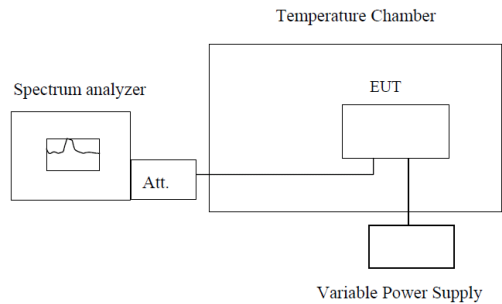 Temperature Chamber
Spectrum analyzer
EUT
Att.
Variable Power Supply